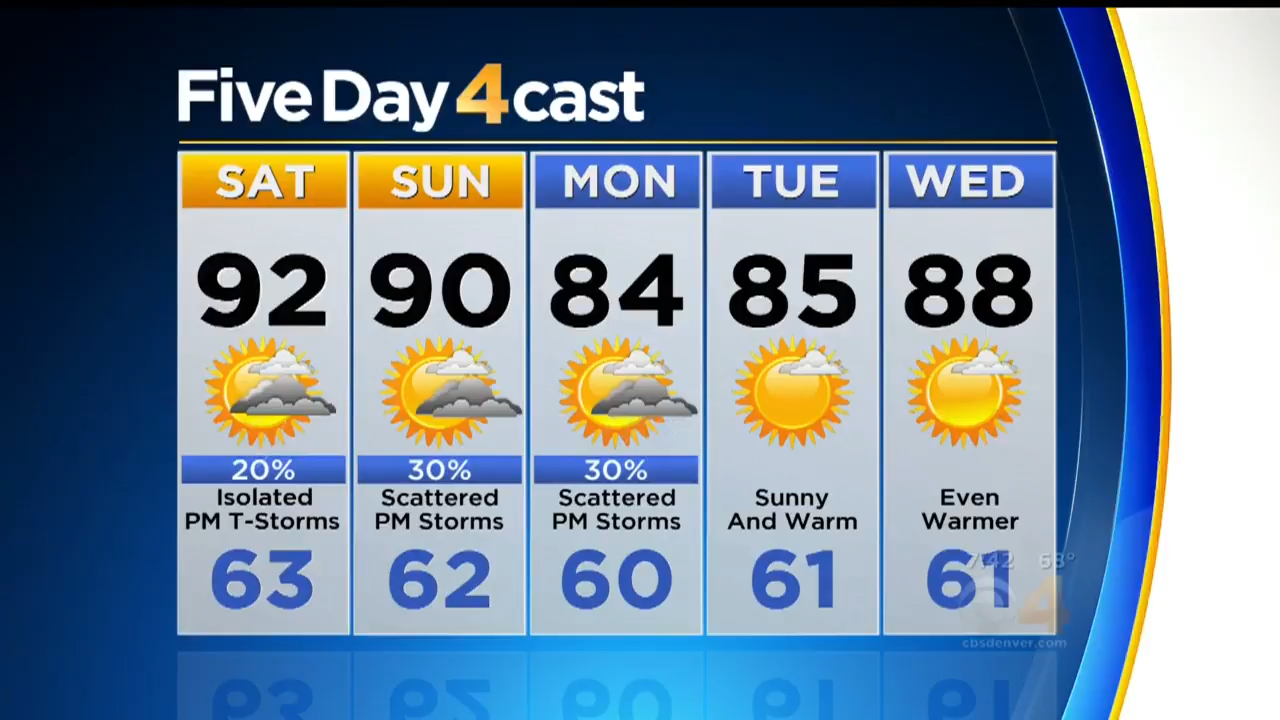 Five Day 4cast
SAT SUN MON TUE WED
92 90 84 85 88
20% 30% 30%
Isolated Scattered Scattered Sunny Even
PM T-Storms PM Storms PM Storms And Warm Warmer
63 62 60 61 61
7:42 63°
4
cbsdenver.com